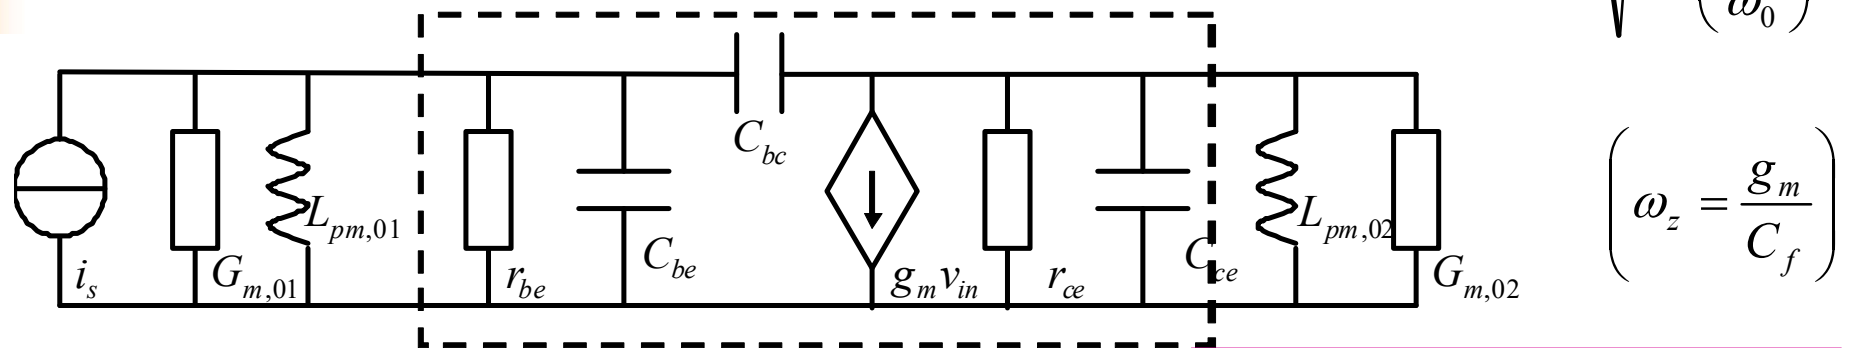 (ω_0)
C_bc
L_pm,01
L_pm,02
(ω_z = g_m / C_f)
i_s
G_m,01
r_be
C_be
g_m v_in
r_ce
C_ce
G_m,02